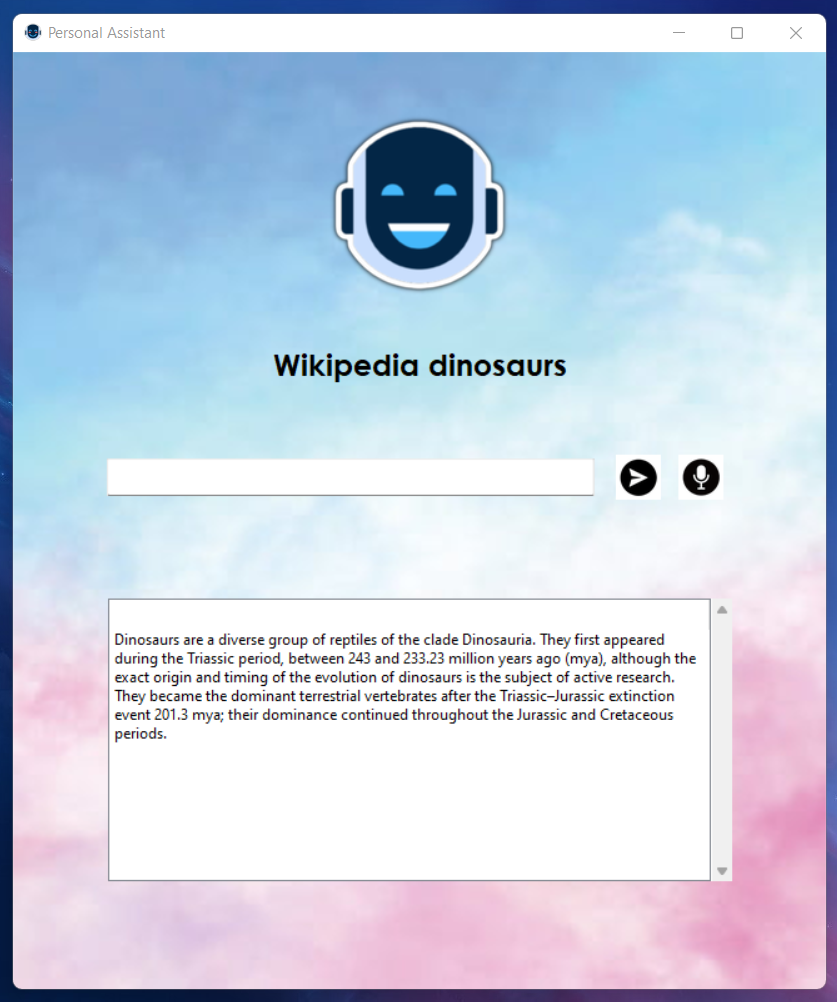 Personal Assistant
Wikipedia dinosaurs
Dinosaurs are a diverse group of reptiles of the clade Dinosauria. They first appeared
during the Triassic period, between 243 and 233.23 million years ago (mya), although the
exact origin and timing of the evolution of dinosaurs is the subject of active research.
They became the dominant terrestrial vertebrates after the Triassic–Jurassic extinction
event 201.3 mya; their dominance continued throughout the Jurassic and Cretaceous
periods.